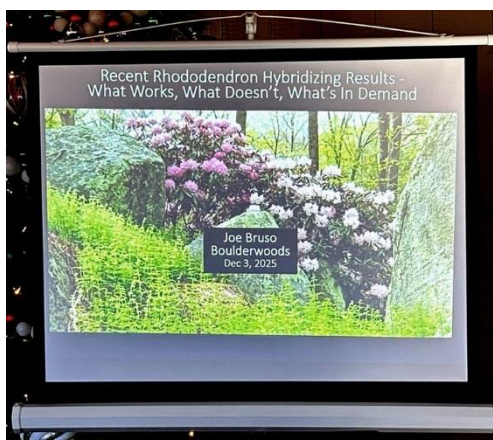 Recent Rhododendron Hybridizing Results -
What Works, What Doesn't, What's In Demand
Joe Bruso
Boulderwoods
Dec 3, 2025